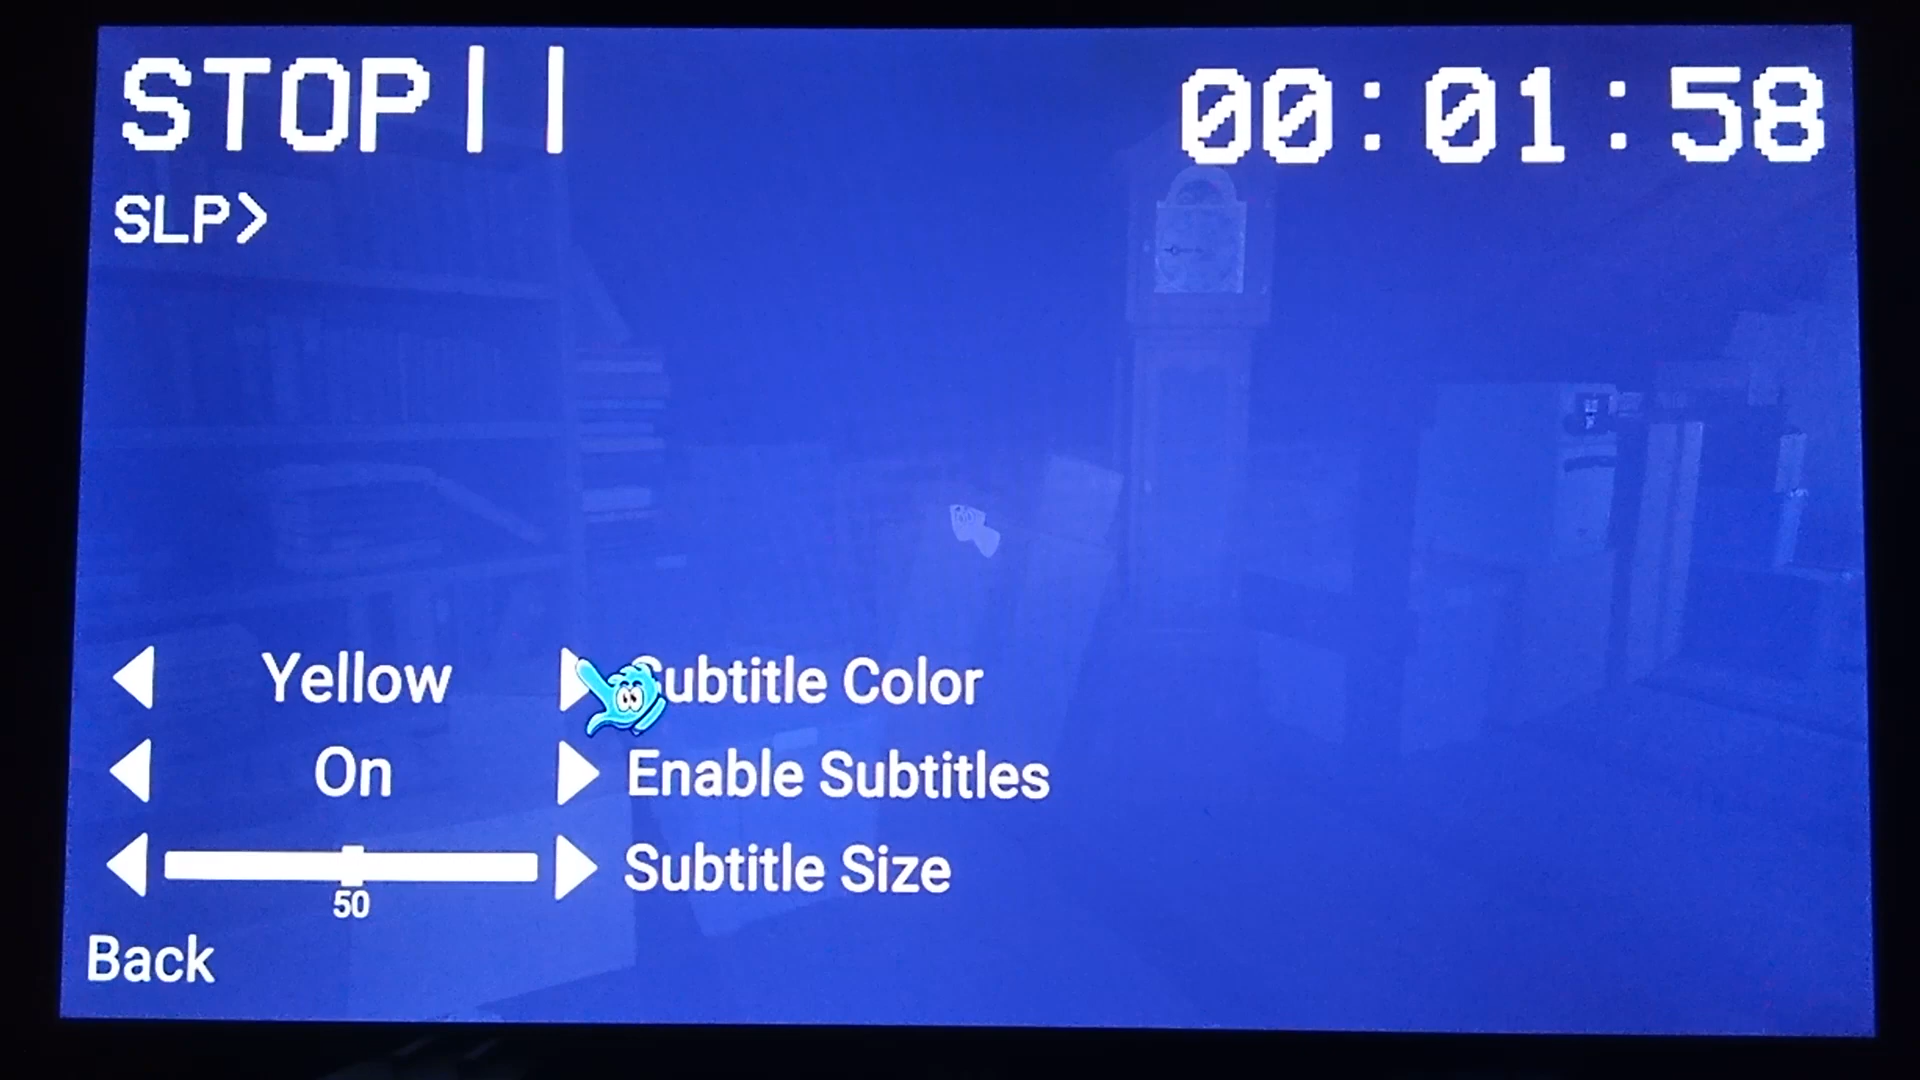 STOP||
00:01:58
SLP>
Yellow
Subtitle Color
On
Enable Subtitles
50
Subtitle Size
Back